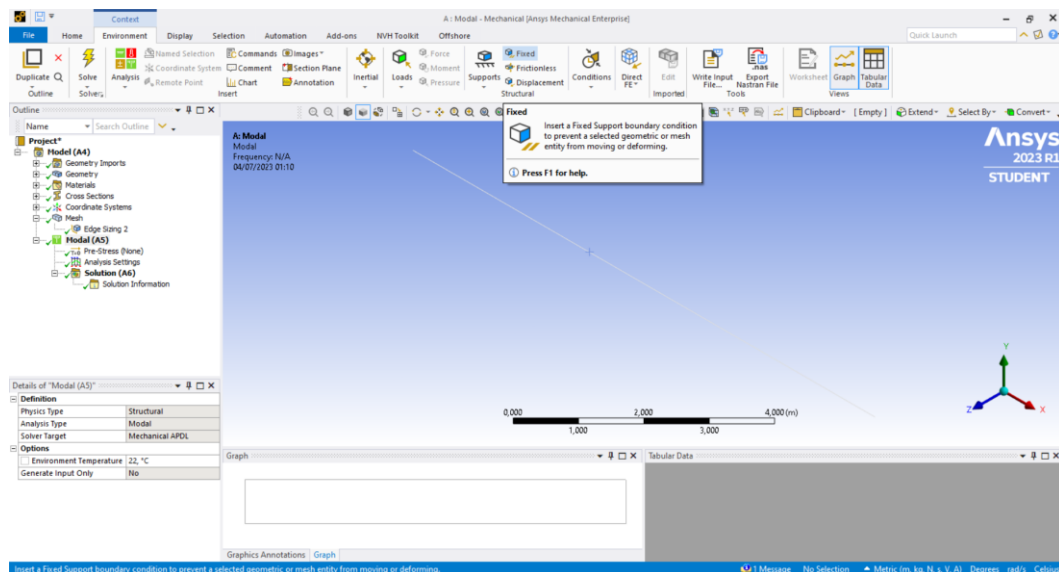 Context
A : Modal - Mechanical [Ansys Mechanical Enterprise]
File Home Environment Display Selection Automation Add-ons NVH Toolkit Offshore
Quick Launch
Duplicate
Outline
Solve
Solvers
Analysis
Named Selection
Coordinate System
Remote Point
Commands
Comment
Chart
Images
Section Plane
Annotation
Insert
Inertial
Loads
Force
Moment
Pressure
Supports
Fixed
Frictionless
Displacement
Structural
Conditions
Direct
FE
Edit
Imported
Write Input
File...
Export
Nastran File
Tools
Worksheet
Graph
Tabular
Data
Views
Outline
Name
Search Outline
Clipboard
[Empty]
Extend
Select By
Convert
Project*
Model (A4)
Geometry Imports
Geometry
Materials
Cross Sections
Coordinate Systems
Mesh
Edge Sizing 2
Modal (A5)
Pre-Stress (None)
Analysis Settings
Solution (A6)
Solution Information
A: Modal
Modal
Frequency: N/A
04/07/2023 01:10
Fixed
Insert a Fixed Support boundary condition
to prevent a selected geometric or mesh
entity from moving or deforming.
Press F1 for help.
Ansys
2023 R1
STUDENT
Y
Z
X
0,000 2,000 4,000 (m)
1,000 3,000
Details of "Modal (A5)"
Definition
Physics Type Structural
Analysis Type Modal
Solver Target Mechanical APDL
Options
Environment Temperature 22, °C
Generate Input Only No
Graph
Tabular Data
Graphics Annotations Graph
Insert a Fixed Support boundary condition to prevent a selected geometric or mesh entity from moving or deforming.
1 Message No Selection Metric (m, kg, N, s, V, A) Degrees rad/s Celsius